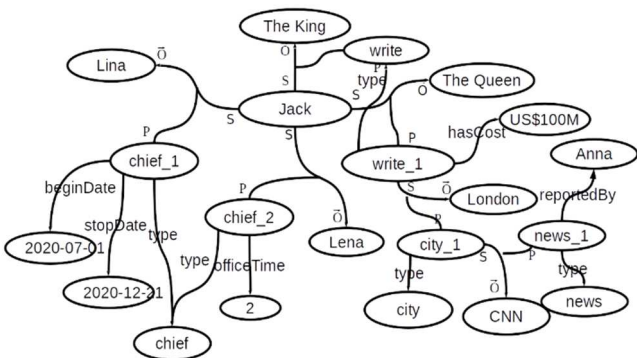 The King
write
Lina
Ō
O
P
type
The Queen
S
S
O
Jack
S
S
US$100M
hasCost
P
P
Anna
chief_1
write_1
beginDate
S
Ō
London
reportedBy
P
chief_2
P
stopDate
type
type
Ō
Lena
city_1
news_1
2020-07-01
officeTime
S
P
type
type
2020-12-21
2
city
Ō
CNN
news
chief